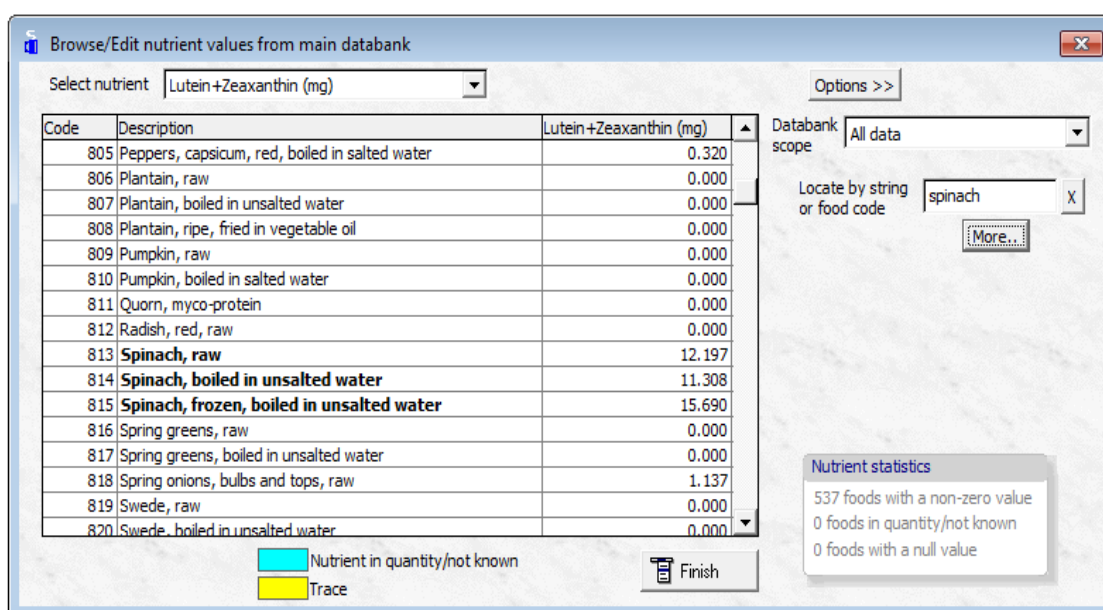 Browse/Edit nutrient values from main databank
Select nutrient Lutein+Zeaxanthin (mg)
Options >>
Code Description Lutein+Zeaxanthin (mg)
805 Peppers, capsicum, red, boiled in salted water 0.320
806 Plantain, raw 0.000
807 Plantain, boiled in unsalted water 0.000
808 Plantain, ripe, fried in vegetable oil 0.000
809 Pumpkin, raw 0.000
810 Pumpkin, boiled in salted water 0.000
811 Quorn, myco-protein 0.000
812 Radish, red, raw 0.000
813 Spinach, raw 12.197
814 Spinach, boiled in unsalted water 11.308
815 Spinach, frozen, boiled in unsalted water 15.690
816 Spring greens, raw 0.000
817 Spring greens, boiled in unsalted water 0.000
818 Spring onions, bulbs and tops, raw 1.137
819 Swede, raw 0.000
820 Swede, boiled in unsalted water 0.000
Databank
scope
All data
Locate by string
or food code
spinach
X
More..
Nutrient statistics
537 foods with a non-zero value
0 foods in quantity/not known
0 foods with a null value
Nutrient in quantity/not known
Trace
Finish